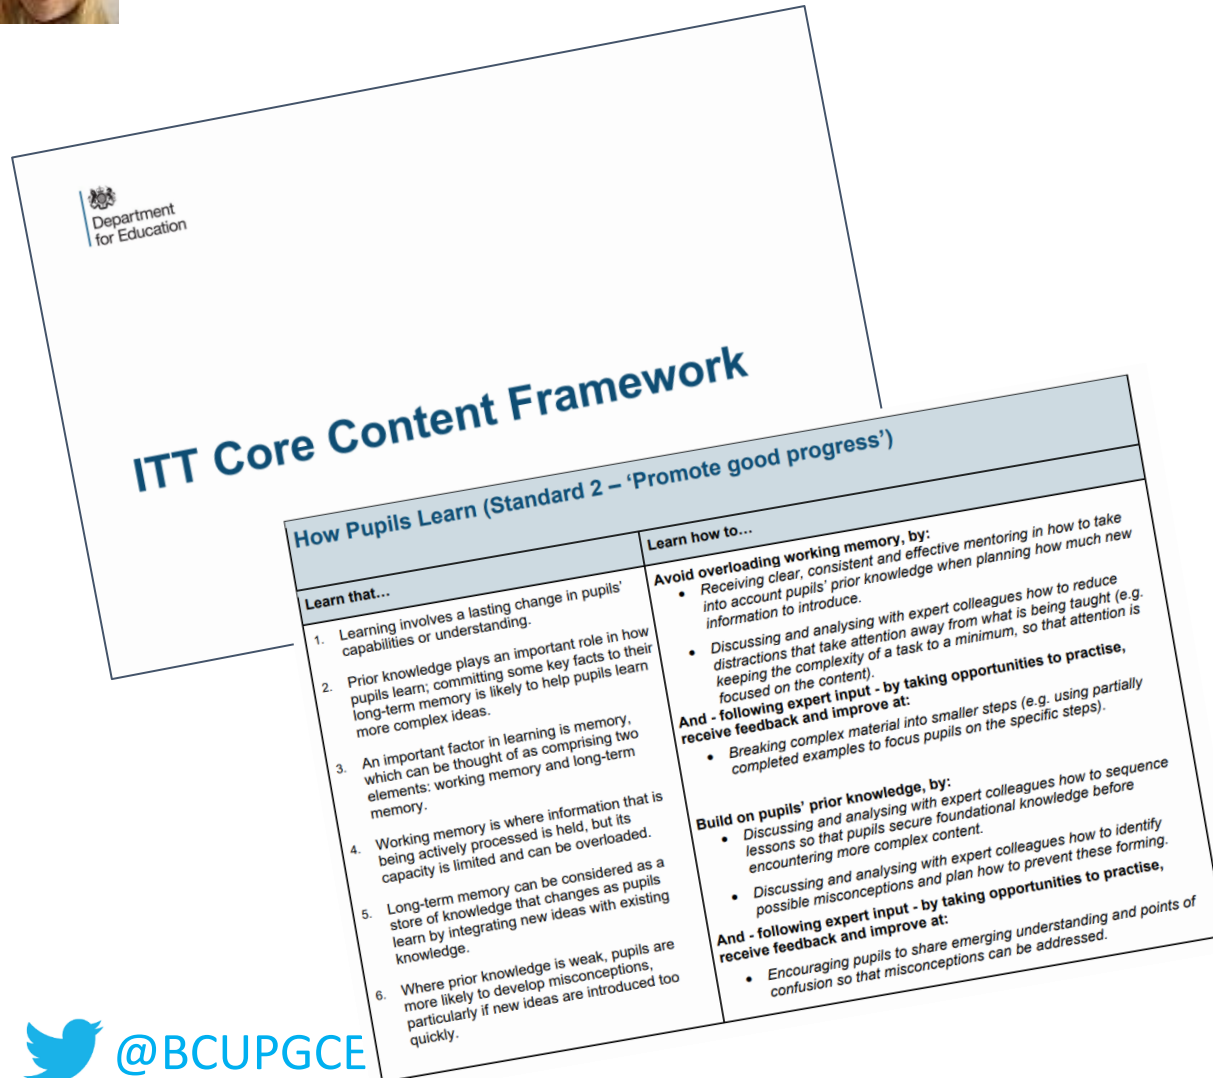 Department
for Education
ITT Core Content Framework
How Pupils Learn (Standard 2 – ‘Promote good progress’)
Learn that…
1. Learning involves a lasting change in pupils’
capabilities or understanding.
2. Prior knowledge plays an important role in how
pupils learn; committing some key facts to their
long-term memory is likely to help pupils learn
more complex ideas.
3. An important factor in learning is memory,
which can be thought of as comprising two
elements: working memory and long-term
memory.
4. Working memory is where information that is
being actively processed is held, but its
capacity is limited and can be overloaded.
5. Long-term memory can be considered as a
store of knowledge that changes as pupils
learn by integrating new ideas with existing
knowledge.
6. Where prior knowledge is weak, pupils are
more likely to develop misconceptions,
particularly if new ideas are introduced too
quickly.
Learn how to…
Avoid overloading working memory, by:
• Receiving clear, consistent and effective mentoring in how to take
into account pupils’ prior knowledge when planning how much new
information to introduce.
• Discussing and analysing with expert colleagues how to reduce
distractions that take attention away from what is being taught (e.g.
keeping the complexity of a task to a minimum, so that attention is
focused on the content).
And - following expert input - by taking opportunities to practise,
receive feedback and improve at:
• Breaking complex material into smaller steps (e.g. using partially
completed examples to focus pupils on the specific steps).
Build on pupils’ prior knowledge, by:
• Discussing and analysing with expert colleagues how to sequence
lessons so that pupils secure foundational knowledge before
encountering more complex content.
• Discussing and analysing with expert colleagues how to identify
possible misconceptions and plan how to prevent these forming.
And - following expert input - by taking opportunities to practise,
receive feedback and improve at:
• Encouraging pupils to share emerging understanding and points of
confusion so that misconceptions can be addressed.
@BCUPGCE